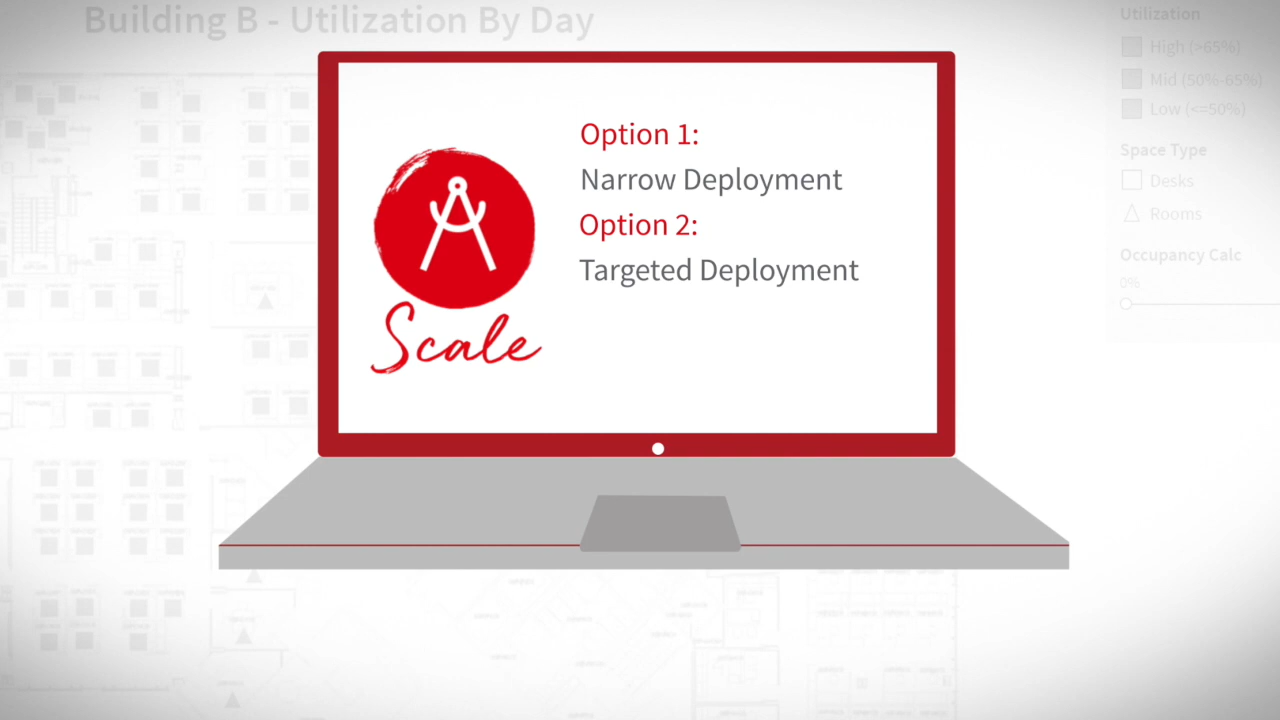 Building B - Utilization By Day
Utilization
High (>65%)
Mid (50%-65%)
Low (<=50%)
Space Type
Desks
Rooms
Occupancy Calc
0%
Option 1:
Narrow Deployment
Option 2:
Targeted Deployment
Scale